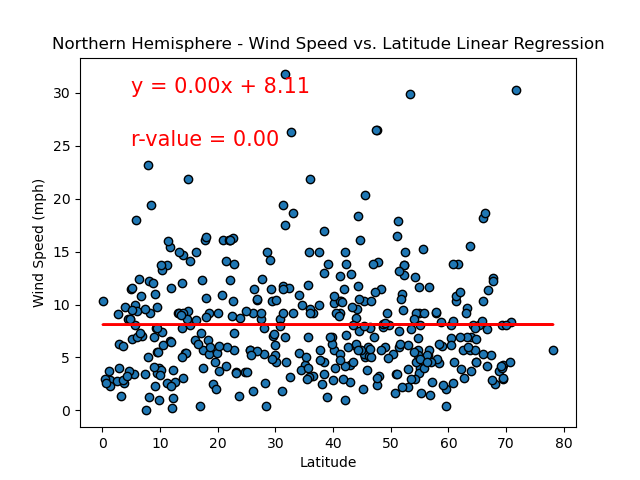 Northern Hemisphere - Wind Speed vs. Latitude Linear Regression
y = 0.00x + 8.11
r-value = 0.00
Wind Speed (mph)
30
25
20
15
10
5
0
0 10 20 30 40 50 60 70 80
Latitude